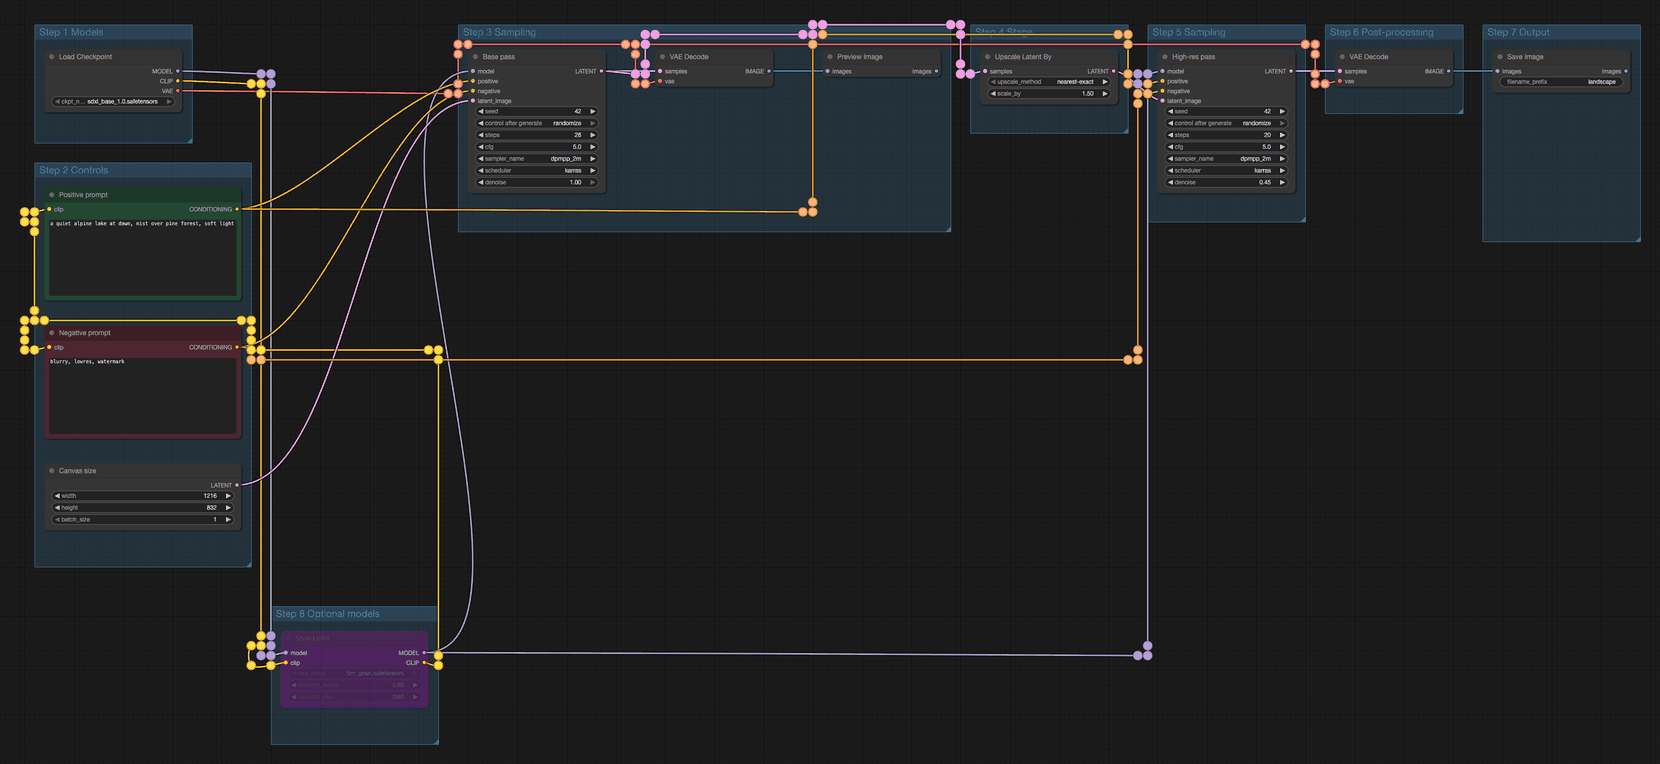 Step 1 Models
Load Checkpoint
MODEL
CLIP
VAE
ckpt_n... sdxl_base_1.0.safetensors
Step 2 Controls
Positive prompt
clip CONDITIONING
a quiet alpine lake at dawn, mist over pine forest, soft light
Negative prompt
clip CONDITIONING
blurry, lowres, watermark
Canvas size
LATENT
width 1216
height 832
batch_size 1
Step 3 Sampling
Base pass
model LATENT
positive
negative
latent_image
seed 42
control after generate randomize
steps 28
cfg 5.0
sampler_name dpmpp_2m
scheduler karras
denoise 1.00
VAE Decode
samples IMAGE
vae
Preview Image
images images
Step 4 Stage
Upscale Latent By
samples LATENT
upscale_method nearest-exact
scale_by 1.50
Step 5 Sampling
High-res pass
model LATENT
positive
negative
latent_image
seed 42
control after generate randomize
steps 20
cfg 5.0
sampler_name dpmpp_2m
scheduler karras
denoise 0.45
Step 6 Post-processing
VAE Decode
samples IMAGE
vae
Step 7 Output
Save Image
images images
filename_prefix landscape
Step 8 Optional models
model MODEL
clip CLIP